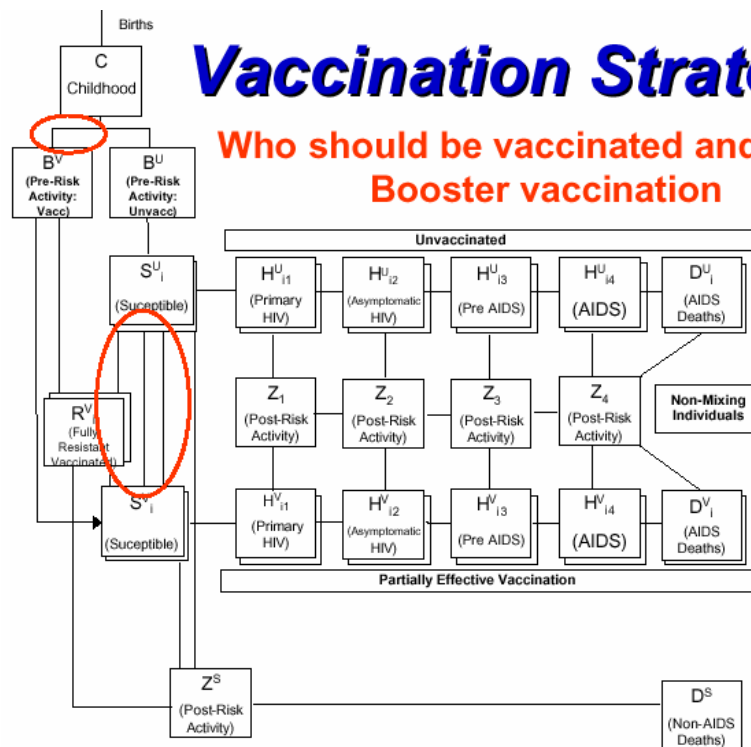 Births
C
Childhood
Vaccination Strate
Who should be vaccinated and
Booster vaccination
B^V
(Pre-Risk
Activity:
Vacc)
B^U
(Pre-Risk
Activity:
Unvacc)
Unvaccinated
S^U_i
(Suceptible)
H^U_i1
(Primary
HIV)
H^U_i2
(Asymptomatic
HIV)
H^U_i3
(Pre AIDS)
H^U_i4
(AIDS)
D^U_i
(AIDS
Deaths)
R^V_i
(Fully
Resistant
Vaccinated)
Z_1
(Post-Risk
Activity)
Z_2
(Post-Risk
Activity)
Z_3
(Post-Risk
Activity)
Z_4
(Post-Risk
Activity)
Non-Mixing
Individuals
S^V_i
(Suceptible)
H^V_i1
(Primary
HIV)
H^V_i2
(Asymptomatic
HIV)
H^V_i3
(Pre AIDS)
H^V_i4
(AIDS)
D^V_i
(AIDS
Deaths)
Partially Effective Vaccination
Z^S
(Post-Risk
Activity)
D^S
(Non-AIDS
Deaths)